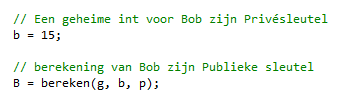 // Een geheime int voor Bob zijn Privésleutel
b = 15;
// berekening van Bob zijn Publieke sleutel
B = bereken(g, b, p);